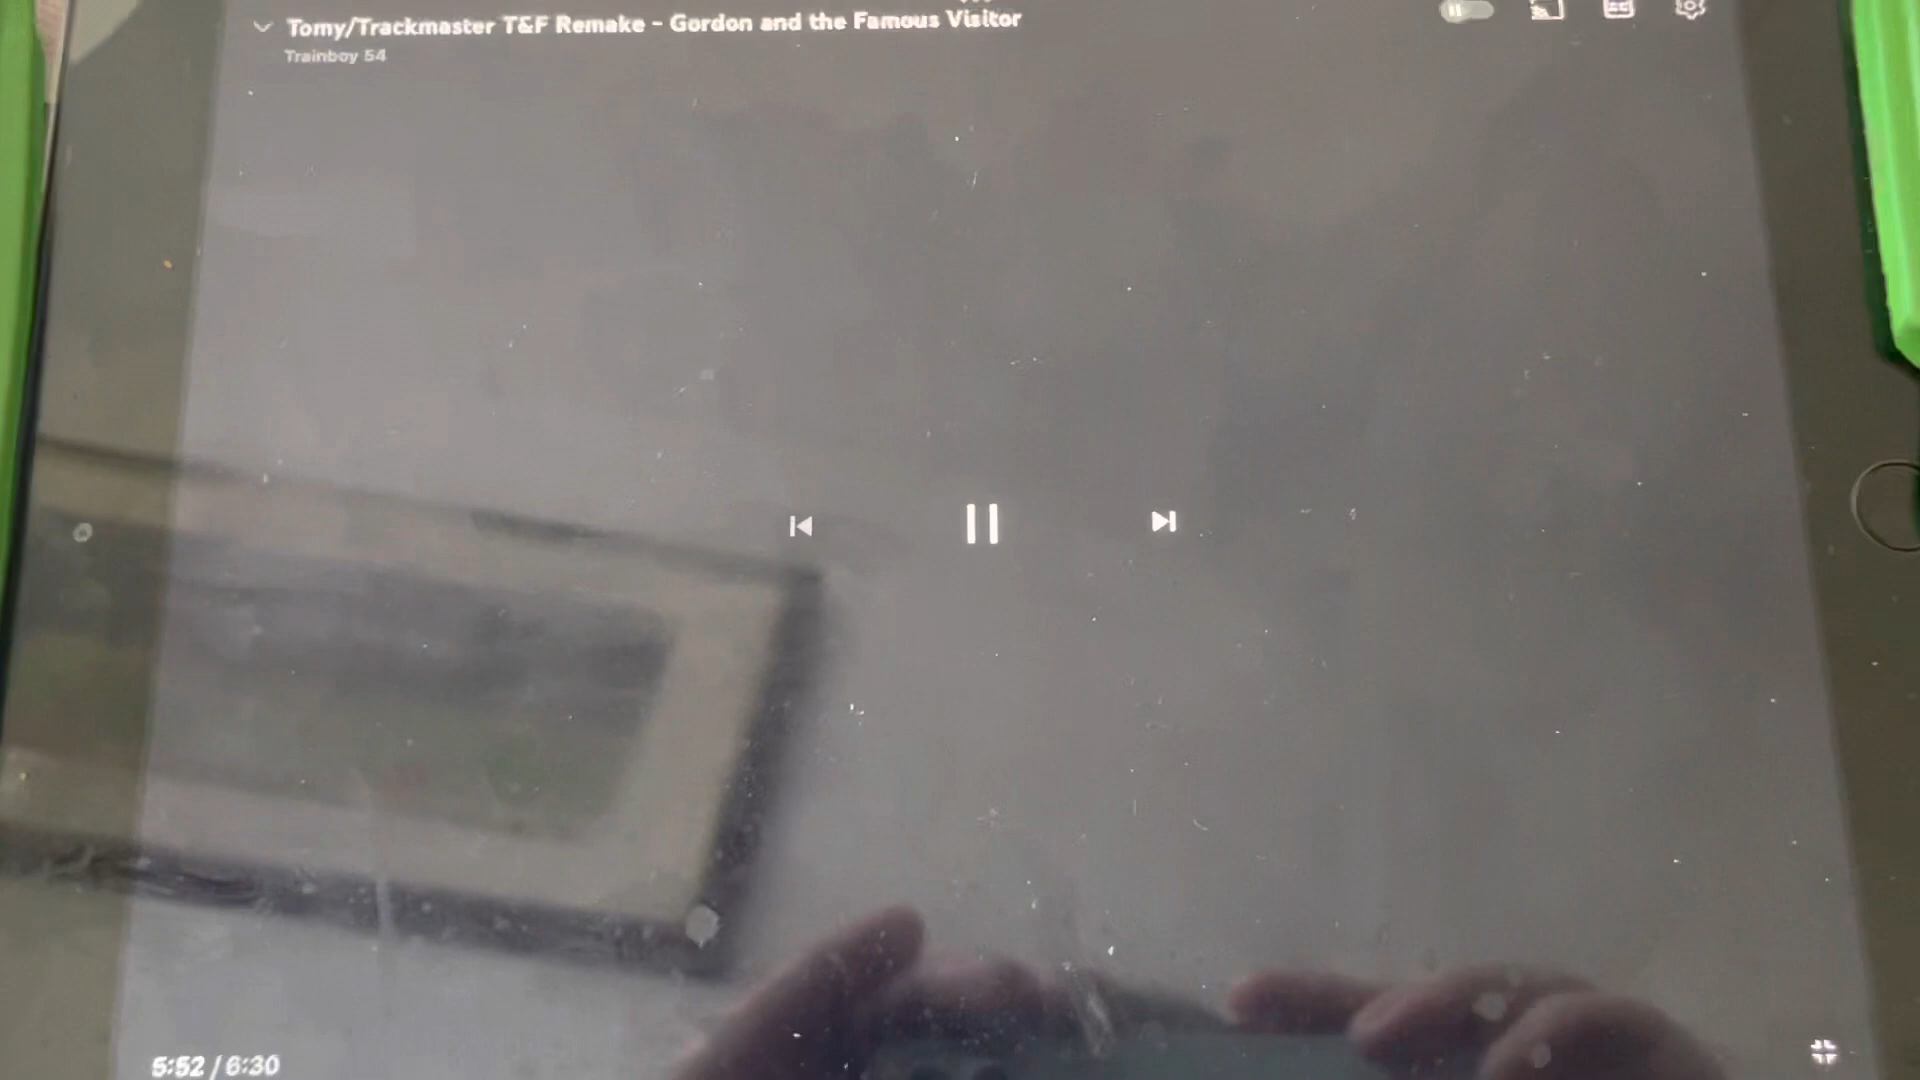 Tomy/Trackmaster T&F Remake - Gordon and the Famous Visitor
Trainboy 54
5:52 / 6:30